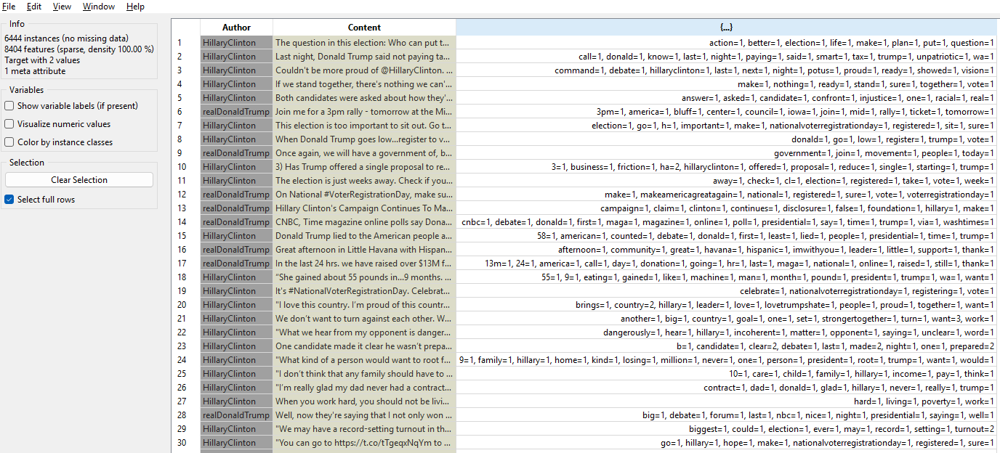 File Edit View Window Help
Info
6444 instances (no missing data)
8404 features (sparse, density 100.00 %)
Target with 2 values
1 meta attribute
Variables
Show variable labels (if present)
Visualize numeric values
Color by instance classes
Selection
Clear Selection
Select full rows
Author Content {...}
1 HillaryClinton The question in this election: Who can put t... action=1, better=1, election=1, life=1, make=1, plan=1, put=1, question=1
2 HillaryClinton Last night, Donald Trump said not paying ta... call=1, donald=1, know=1, last=1, night=1, paying=1, said=1, smart=1, tax=1, trump=1, unpatriotic=1, wa=1
3 HillaryClinton Couldn't be more proud of @HillaryClinton. ... command=1, debate=1, hillaryclinton=1, last=1, next=1, night=1, potus=1, proud=1, ready=1, showed=1, vision=1
4 HillaryClinton If we stand together, there's nothing we can'... make=1, nothing=1, ready=1, stand=1, sure=1, together=1, vote=1
5 HillaryClinton Both candidates were asked about how they'... answer=1, asked=1, candidate=1, confront=1, injustice=1, one=1, racial=1, real=1
6 realDonaldTrump Join me for a 3pm rally - tomorrow at the Mi... 3pm=1, america=1, bluff=1, center=1, council=1, iowa=1, join=1, mid=1, rally=1, ticket=1, tomorrow=1
7 HillaryClinton This election is too important to sit out. Go t... election=1, go=1, h=1, important=1, make=1, nationalvoterregistrationday=1, registered=1, sit=1, sure=1
8 HillaryClinton When Donald Trump goes low...register to v... donald=1, go=1, low=1, register=1, trump=1, vote=1
9 realDonaldTrump Once again, we will have a government of, b... government=1, join=1, movement=1, people=1, today=1
10 HillaryClinton 3) Has Trump offered a single proposal to re... 3=1, business=1, friction=1, ha=2, hillaryclinton=1, offered=1, proposal=1, reduce=1, single=1, starting=1, trump=1
11 HillaryClinton The election is just weeks away. Check if you... away=1, check=1, cl=1, election=1, registered=1, take=1, vote=1, week=1
12 realDonaldTrump On National #VoterRegistrationDay, make su... make=1, makeamericagreatagain=1, national=1, registered=1, sure=1, vote=1, voterregistrationday=1
13 realDonaldTrump Hillary Clinton's Campaign Continues To Ma... campaign=1, claim=1, clinton=1, continues=1, disclosure=1, false=1, foundation=1, hillary=1, make=1
14 realDonaldTrump CNBC, Time magazine online polls say Dona... cnbc=1, debate=1, donald=1, first=1, maga=1, magazine=1, online=1, poll=1, presidential=1, say=1, time=1, trump=1, via=1, washtimes=1
15 HillaryClinton Donald Trump lied to the American people a... 58=1, american=1, counted=1, debate=1, donald=1, first=1, least=1, lied=1, people=1, presidential=1, time=1, trump=1
16 realDonaldTrump Great afternoon in Little Havana with Hispan... afternoon=1, community=1, great=1, havana=1, hispanic=1, imwithyou=1, leader=1, little=1, support=1, thank=1
17 realDonaldTrump In the last 24 hrs. we have raised over $13M f... 13m=1, 24=1, america=1, call=1, day=1, donation=1, going=1, hr=1, last=1, maga=1, national=1, online=1, raised=1, still=1, thank=1
18 HillaryClinton “She gained about 55 pounds in...9 months. ... 55=1, 9=1, eating=1, gained=1, like=1, machine=1, man=1, month=1, pound=1, president=1, trump=1, wa=1, want=1
19 HillaryClinton It's #NationalVoterRegistrationDay. Celebrat... celebrate=1, nationalvoterregistrationday=1, registering=1, vote=1
20 HillaryClinton "I love this country. I’m proud of this countr... brings=1, country=2, hillary=1, leader=1, love=1, lovetrumpshate=1, people=1, proud=1, together=1, want=1
21 HillaryClinton We don’t want to turn against each other. W... another=1, big=1, country=1, goal=1, one=1, set=1, strongertogether=1, turn=1, want=3, work=1
22 HillaryClinton "What we hear from my opponent is danger... dangerously=1, hear=1, hillary=1, incoherent=1, matter=1, opponent=1, saying=1, unclear=1, word=1
23 HillaryClinton One candidate made it clear he wasn’t prepa... b=1, candidate=1, clear=2, debate=1, last=1, made=2, night=1, one=1, prepared=2
24 HillaryClinton "What kind of a person would want to root f... 9=1, family=1, hillary=1, home=1, kind=1, losing=1, million=1, never=1, one=1, person=1, president=1, root=1, trump=1, want=1, would=1
25 HillaryClinton "I don’t think that any family should have to ... 10=1, care=1, child=1, family=1, hillary=1, income=1, pay=1, think=1
26 HillaryClinton "I’m really glad my dad never had a contract... contract=1, dad=1, donald=1, glad=1, hillary=1, never=1, really=1, trump=1
27 HillaryClinton When you work hard, you should not be livi... hard=1, living=1, poverty=1, work=1
28 realDonaldTrump Well, now they're saying that I not only won ... big=1, debate=1, forum=1, last=1, nbc=1, nice=1, night=1, presidential=1, saying=1, well=1
29 HillaryClinton "We may have a record-setting turnout in th... biggest=1, could=1, election=1, ever=1, may=1, record=1, setting=1, turnout=2
30 HillaryClinton "You can go to https://t.co/tTgeqxNqYm to ... go=1, hillary=1, hope=1, make=1, nationalvoterregistrationday=1, registered=1, sure=1